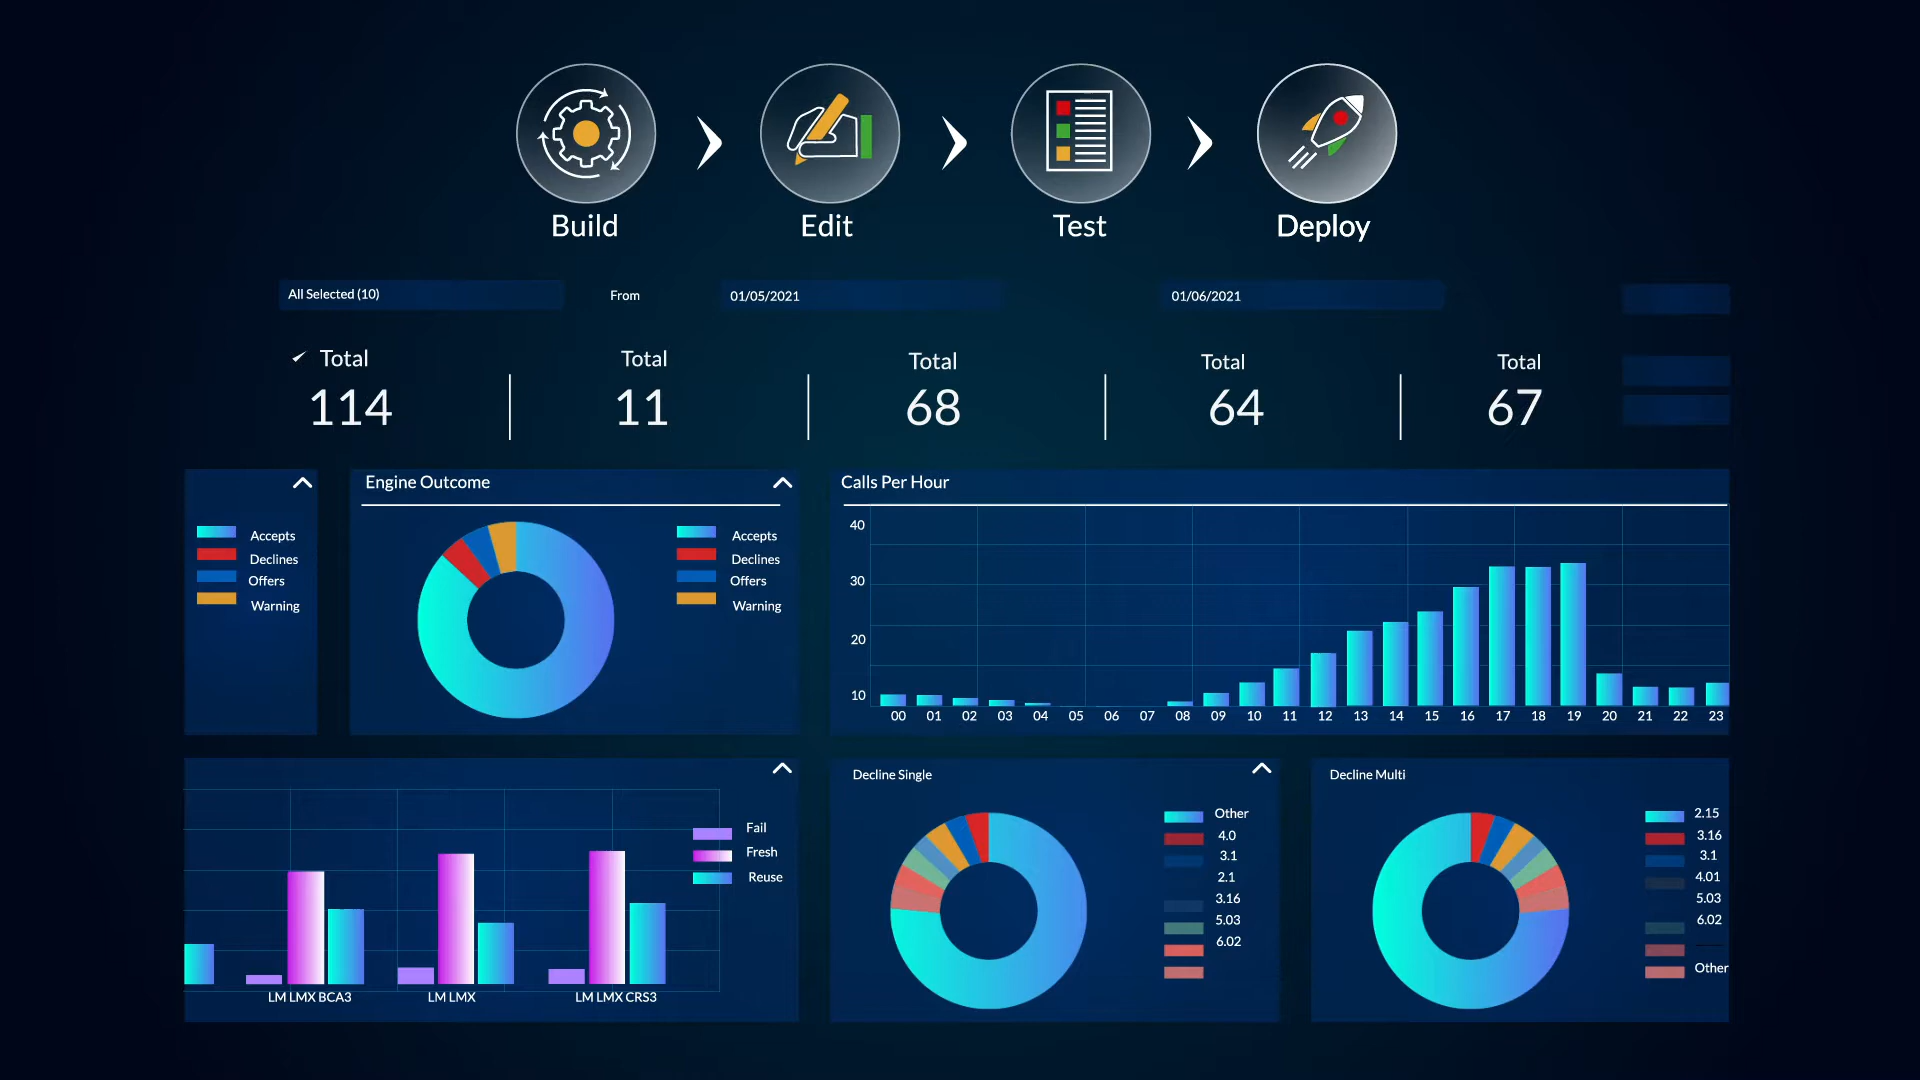 Build
Edit
Test
Deploy
All Selected (10)
From
01/05/2021
01/06/2021
Total
Total
Total
Total
Total
114
11
68
64
67
Accepts
Declines
Offers
Warning
Engine Outcome
Accepts
Declines
Offers
Warning
Calls Per Hour
40
30
20
10
00 01 02 03 04 05 06 07 08 09 10 11 12 13 14 15 16 17 18 19 20 21 22 23
Fail
Fresh
Reuse
LM LMX BCA3
LM LMX
LM LMX CRS3
Decline Single
Other
4.0
3.1
2.1
3.16
5.03
6.02
Decline Multi
2.15
3.16
3.1
4.01
5.03
6.02
Other